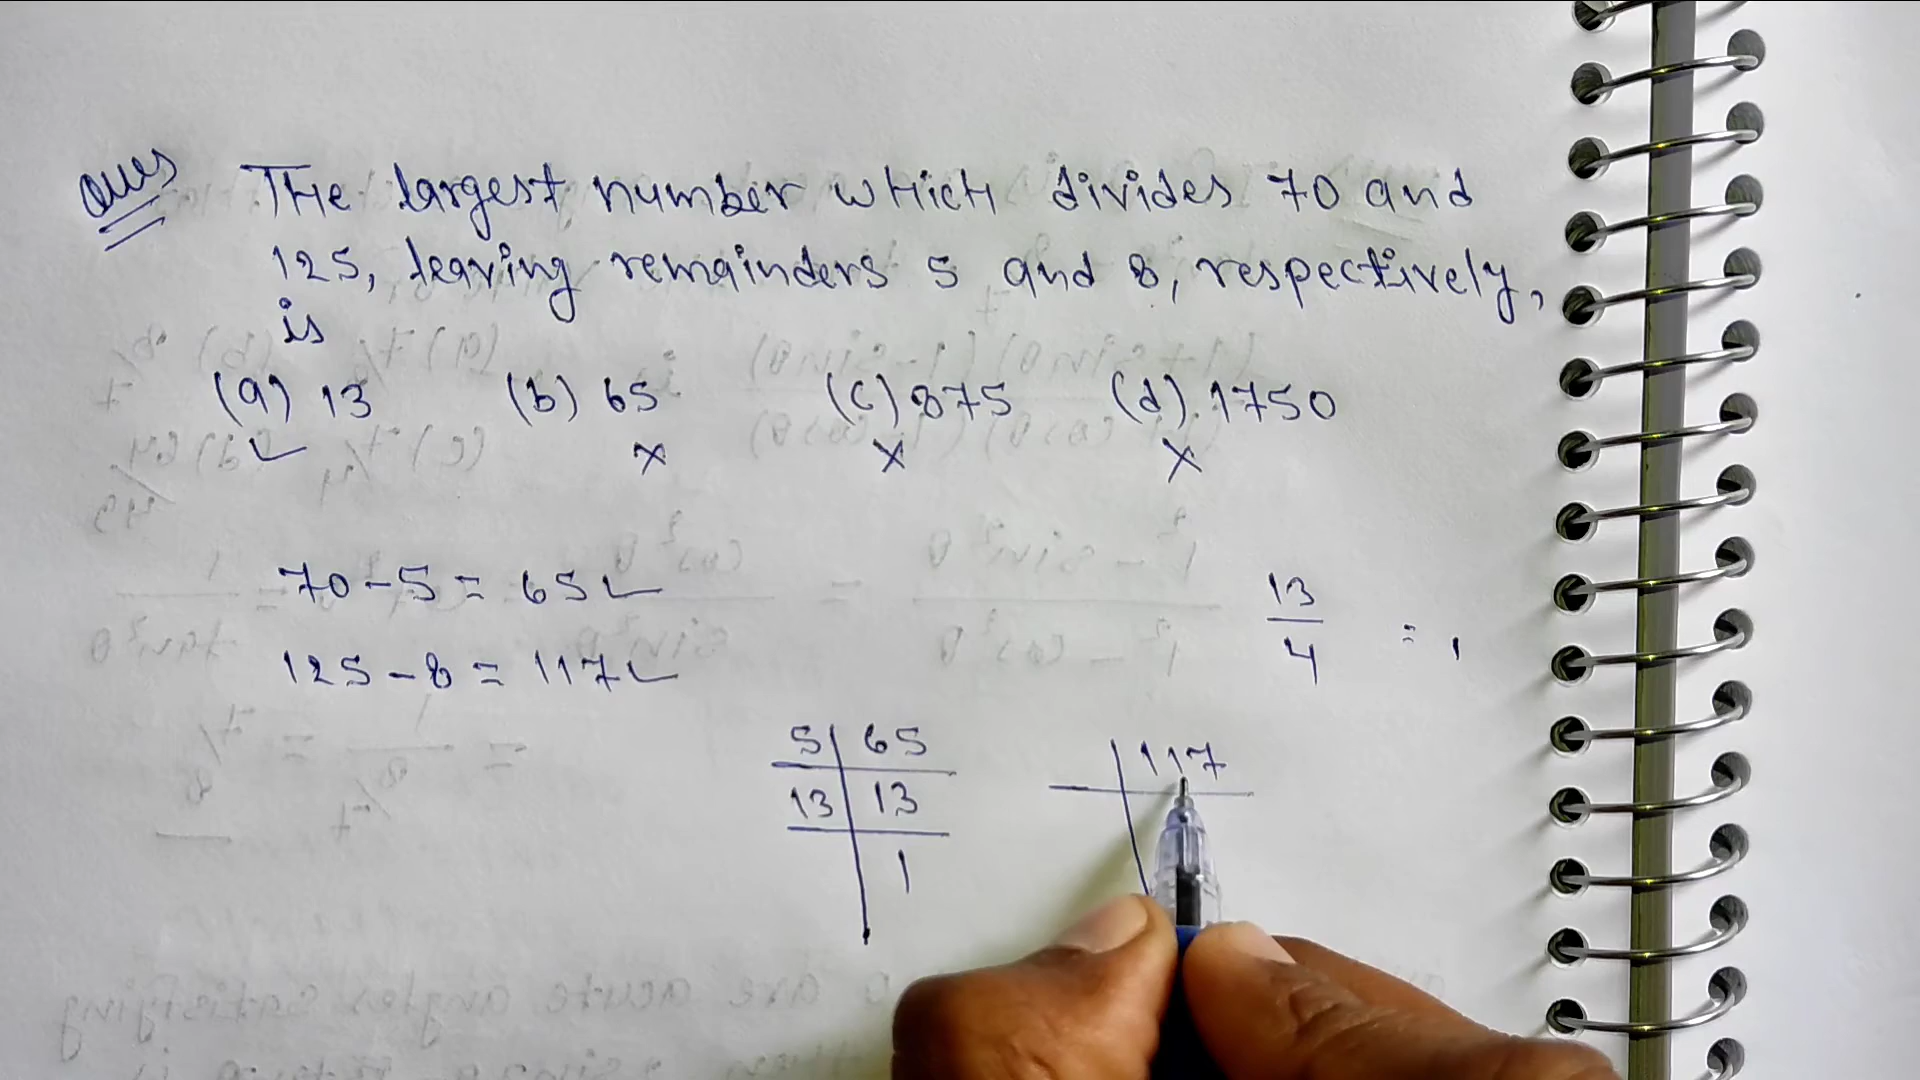 Ques The largest number which divides 70 and
125, leaving remainders 5 and 8, respectively,
is
(a) 13 (b) 65 (c) 875 (d) 1750
✓ × × ×
70 - 5 = 65 ✓
125 - 8 = 117 ✓
13/4 = 1
5 | 65
13 | 13
1
117